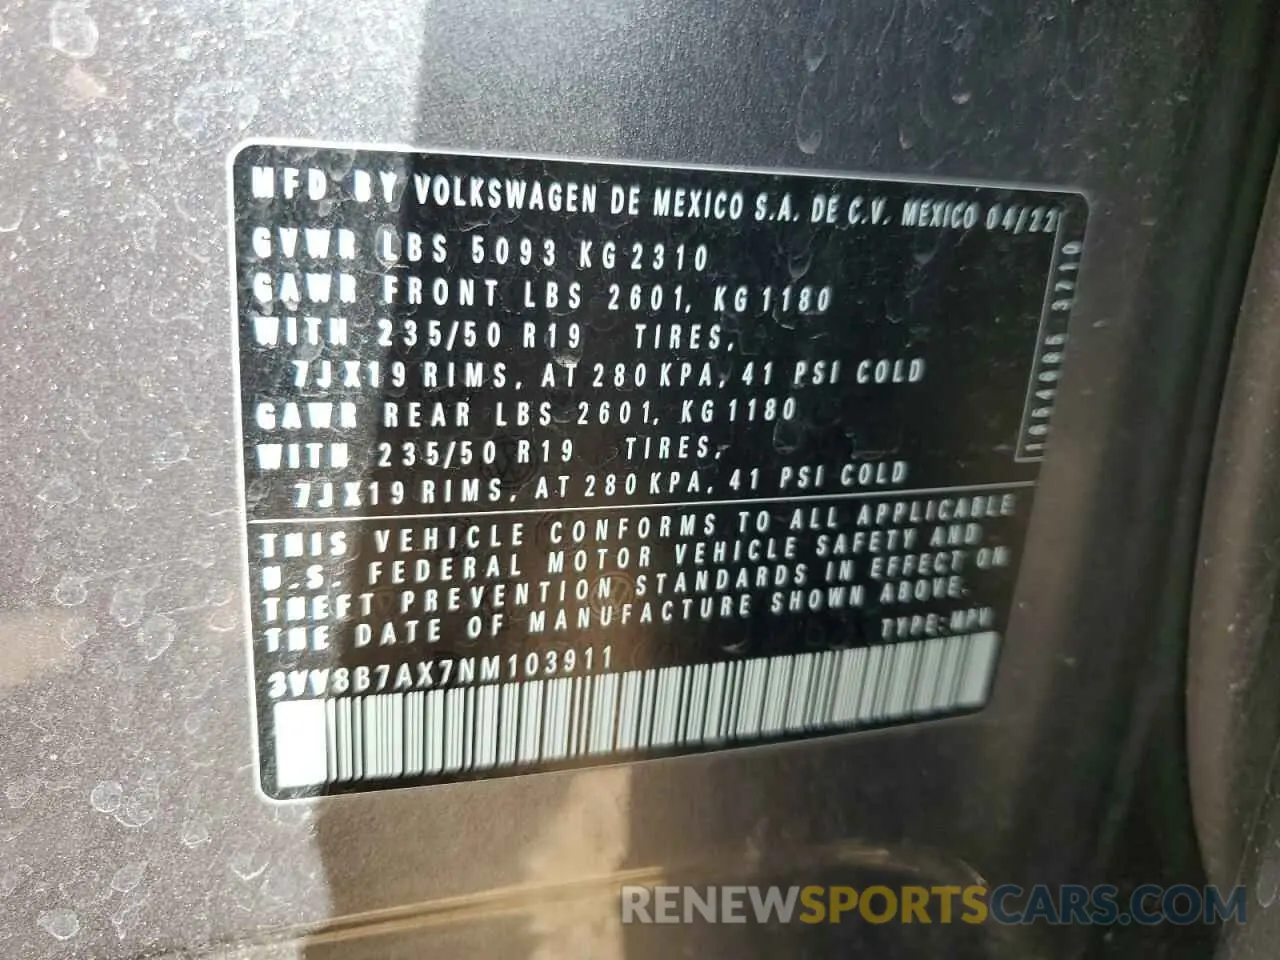 MFD BY VOLKSWAGEN DE MEXICO S.A. DE C.V. MEXICO 04/22
GVWR LBS 5093 KG 2310
GAWR FRONT LBS 2601, KG 1180
WITH 235/50 R19 TIRES,
7JX19 RIMS, AT 280 KPA, 41 PSI COLD
GAWR REAR LBS 2601, KG 1180
WITH 235/50 R19 TIRES,
7JX19 RIMS, AT 280 KPA, 41 PSI COLD
THIS VEHICLE CONFORMS TO ALL APPLICABLE
U.S. FEDERAL MOTOR VEHICLE SAFETY AND
THEFT PREVENTION STANDARDS IN EFFECT ON
THE DATE OF MANUFACTURE SHOWN ABOVE.
TYPE: MPV
3VV8B7AX7NM103911
RENEWSPORTSCARS.COM